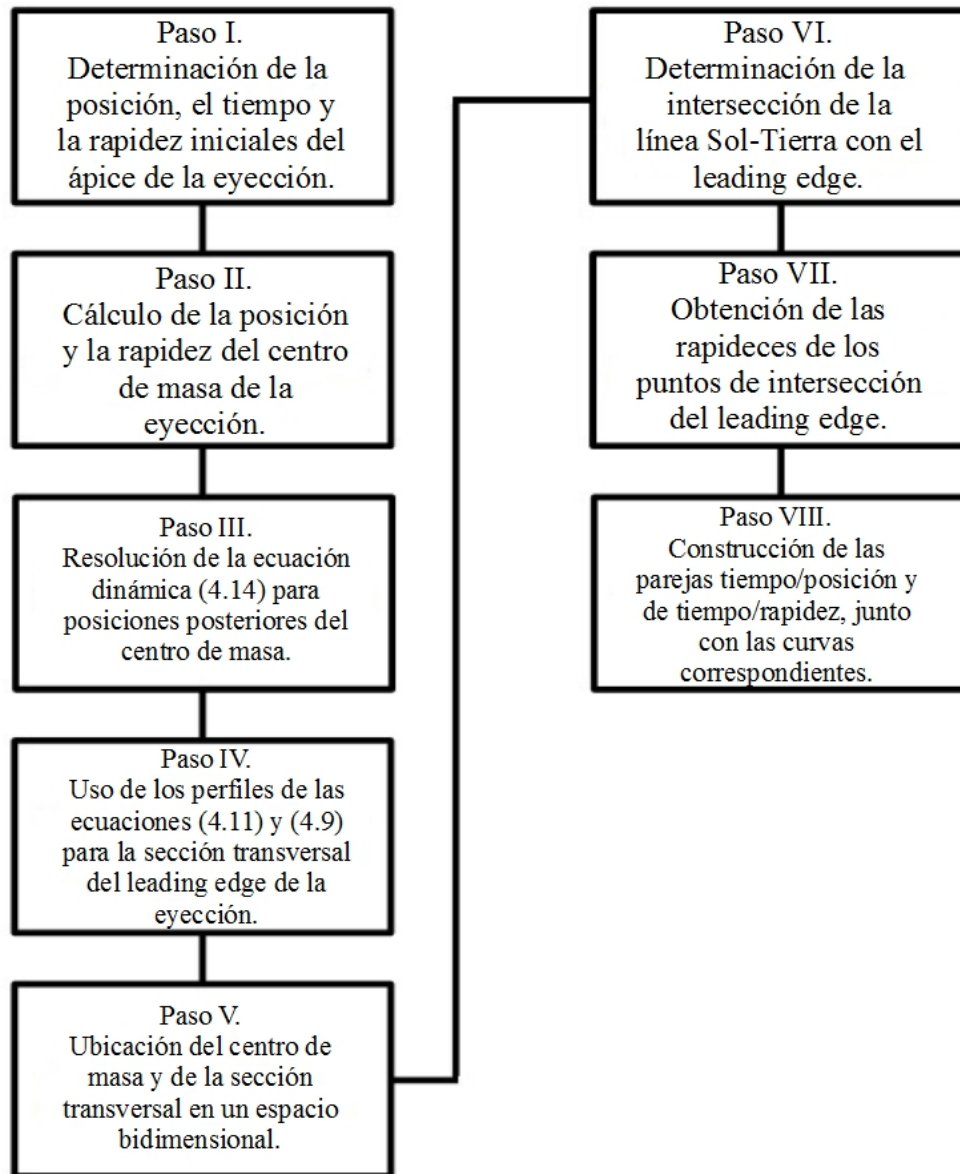 Paso I.
Determinación de la
posición, el tiempo y
la rapidez iniciales del
ápice de la eyección.
Paso II.
Cálculo de la posición
y la rapidez del centro
de masa de la
eyección.
Paso III.
Resolución de la ecuación
dinámica (4.14) para
posiciones posteriores del
centro de masa.
Paso IV.
Uso de los perfiles de las
ecuaciones (4.11) y (4.9)
para la sección transversal
del leading edge de la
eyección.
Paso V.
Ubicación del centro de
masa y de la sección
transversal en un espacio
bidimensional.
Paso VI.
Determinación de la
intersección de la
línea Sol-Tierra con el
leading edge.
Paso VII.
Obtención de las
rapideces de los
puntos de intersección
del leading edge.
Paso VIII.
Construcción de las
parejas tiempo/posición y
de tiempo/rapidez, junto
con las curvas
correspondientes.